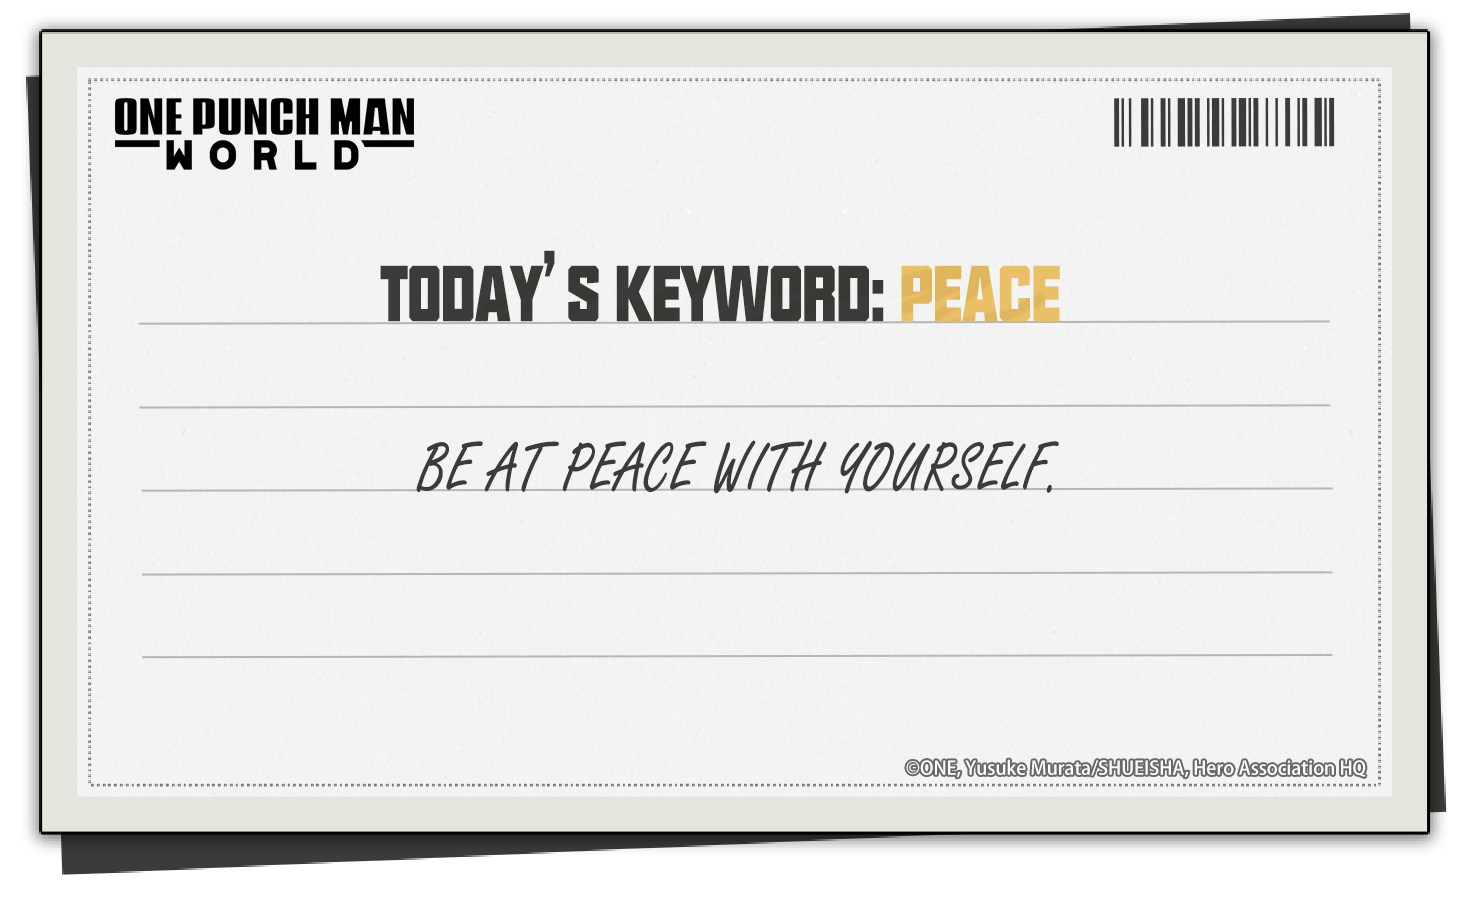 ONE PUNCH MAN
WORLD
TODAY'S KEYWORD: PEACE
BE AT PEACE WITH YOURSELF.
©ONE, Yusuke Murata/SHUEISHA, Hero Association HQ